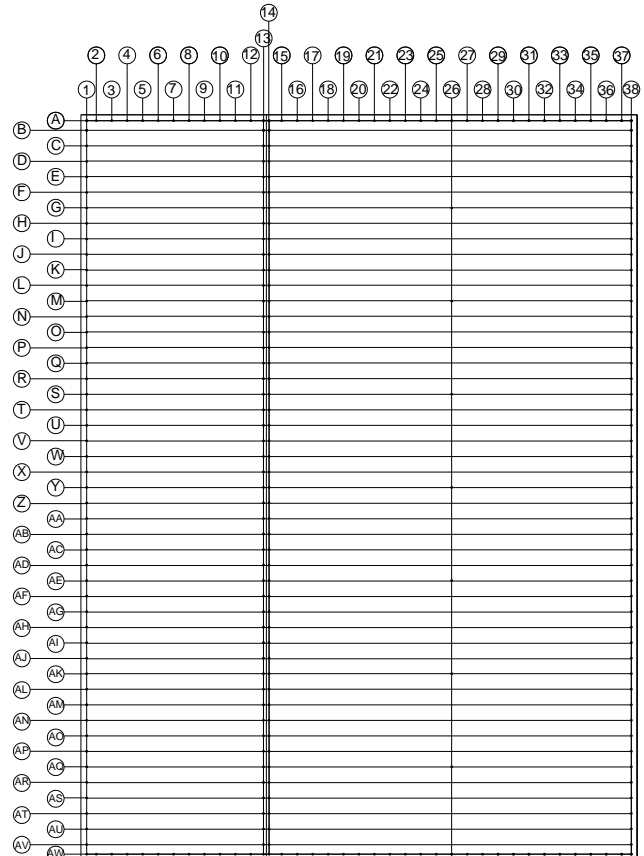 14
13
2 4 6 8 10 12 15 17 19 21 23 25 27 29 31 33 35 37
1 3 5 7 9 11 16 18 20 22 24 26 28 30 32 34 36 38
A
B
C
D
E
F
G
H
I
J
K
L
M
N
O
P
Q
R
S
T
U
V
W
X
Y
Z
AA
AB
AC
AD
AE
AF
AG
AH
AI
AJ
AK
AL
AM
AN
AO
AP
AQ
AR
AS
AT
AU
AV
AW